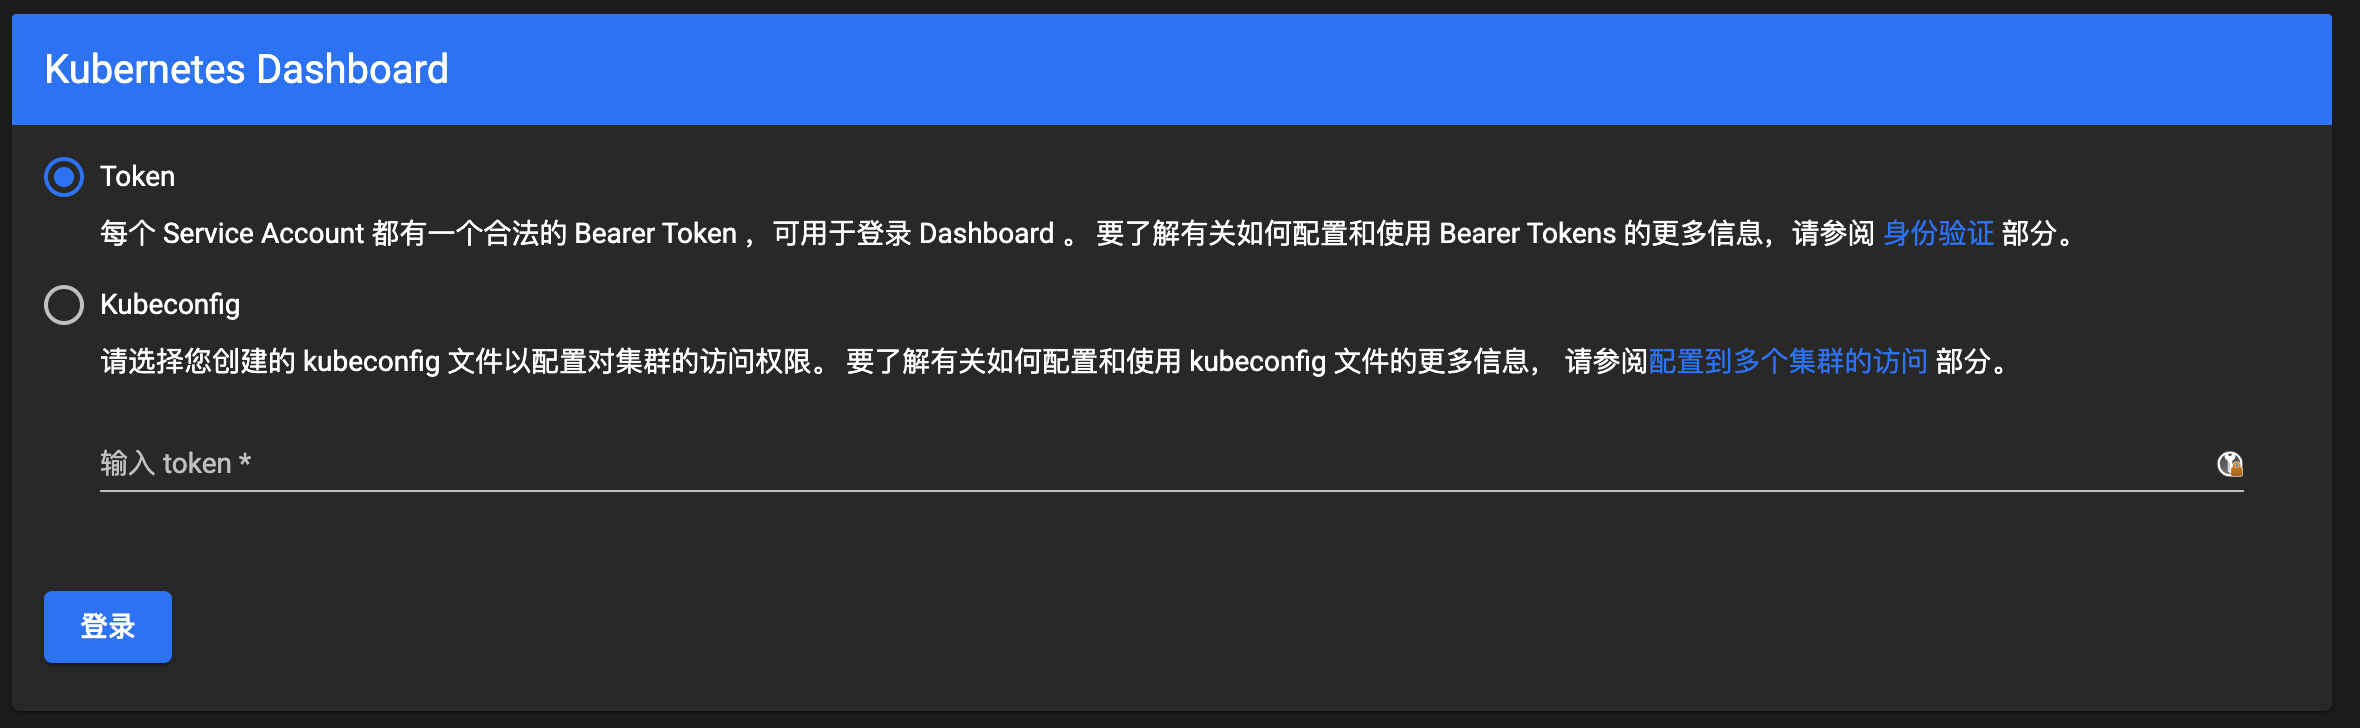 Kubernetes Dashboard
Token
每个 Service Account 都有一个合法的 Bearer Token ，可用于登录 Dashboard 。 要了解有关如何配置和使用 Bearer Tokens 的更多信息，请参阅 身份验证 部分。
Kubeconfig
请选择您创建的 kubeconfig 文件以配置对集群的访问权限。 要了解有关如何配置和使用 kubeconfig 文件的更多信息， 请参阅配置到多个集群的访问 部分。
输入 token *
登录